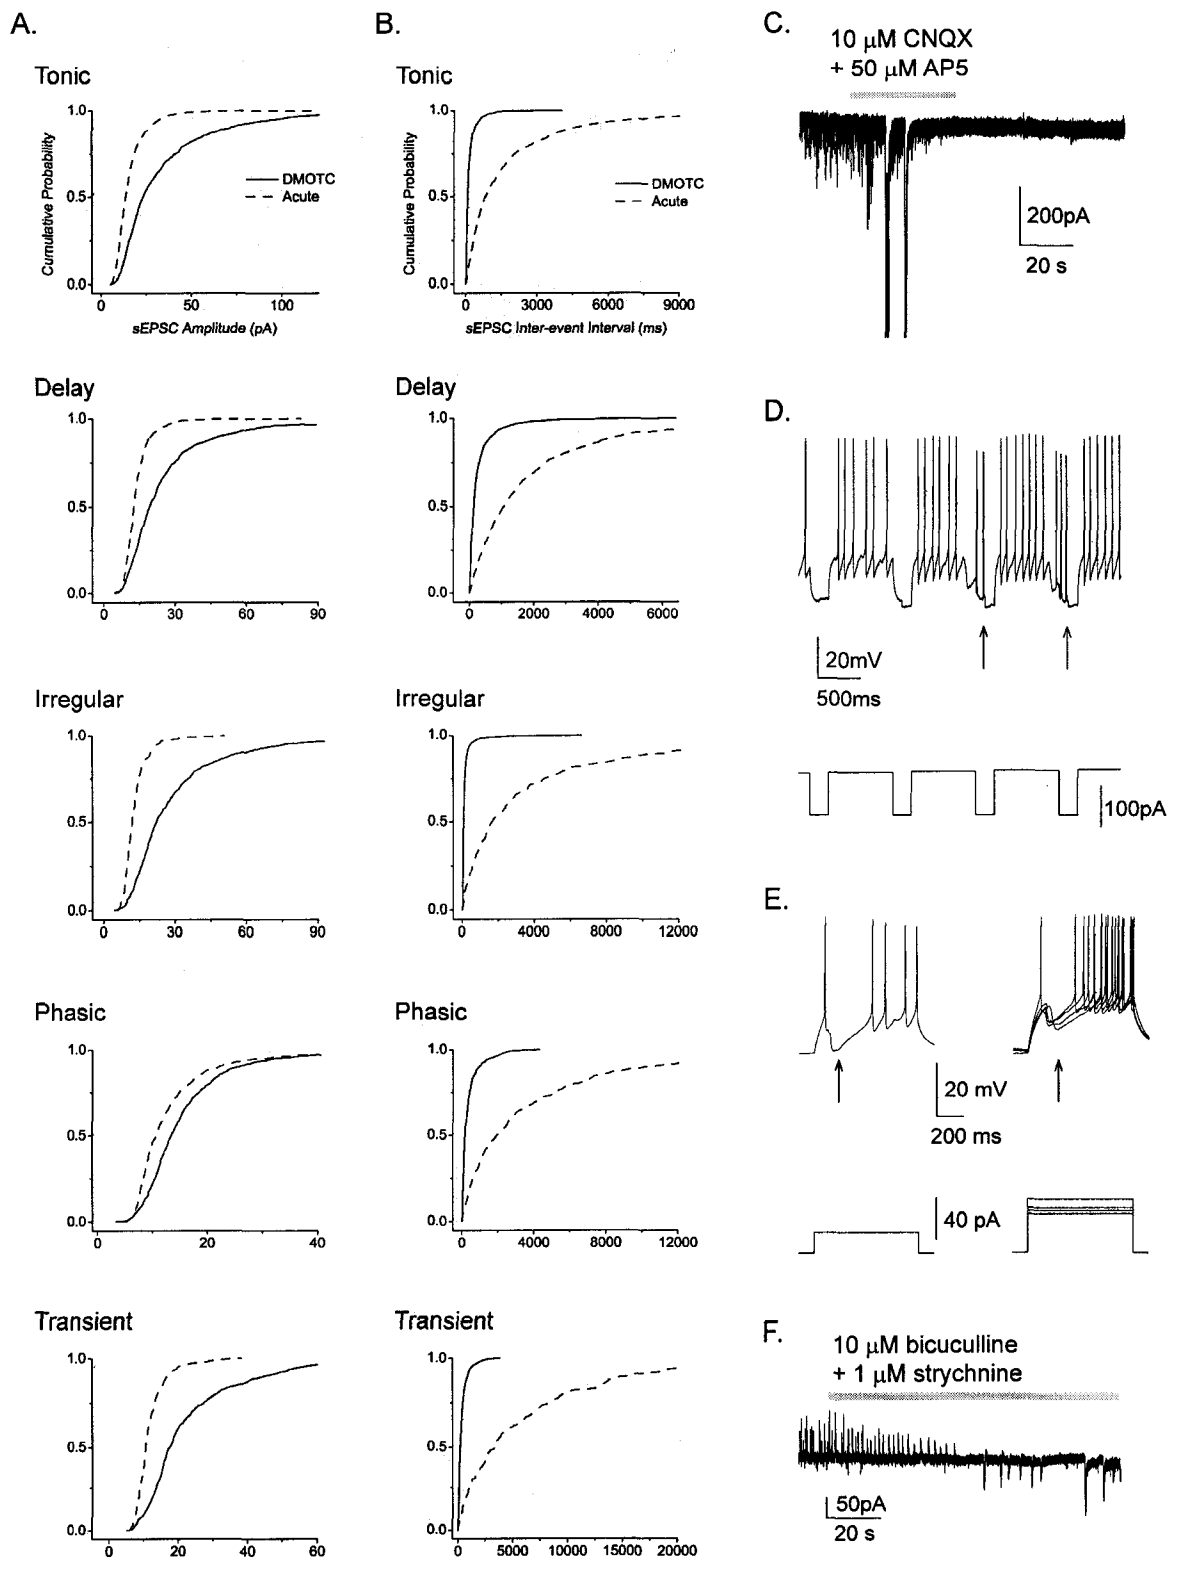 A.
Tonic
Cumulative Probability
1.0
0.5
0.0
DMOTC
Acute
0 50 100
sEPSC Amplitude (pA)
Delay
1.0
0.5
0.0
0 30 60 90
Irregular
1.0
0.5
0.0
0 30 60 90
Phasic
1.0
0.5
0.0
0 20 40
Transient
1.0
0.5
0.0
0 20 40 60
B.
Tonic
Cumulative Probability
1.0
0.5
0.0
DMOTC
Acute
0 3000 6000 9000
sEPSC Inter-event Interval (ms)
Delay
1.0
0.5
0.0
0 2000 4000 6000
Irregular
1.0
0.5
0.0
0 4000 8000 12000
Phasic
1.0
0.5
0.0
0 4000 8000 12000
Transient
1.0
0.5
0.0
0 5000 10000 15000 20000
C.
10 μM CNQX
+ 50 μM AP5
200pA
20 s
D.
20mV
500ms
100pA
E.
20 mV
200 ms
40 pA
F.
10 μM bicuculline
+ 1 μM strychnine
50pA
20 s